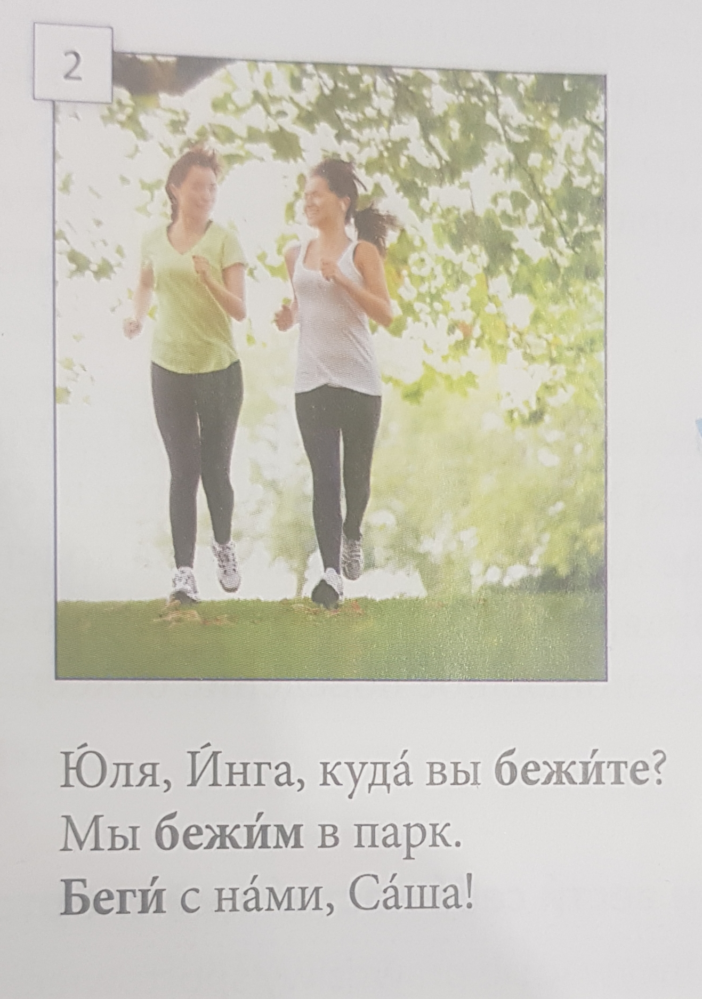 2
Ю́ля, И́нга, куда́ вы бежи́те?
Мы бежи́м в парк.
Беги́ с на́ми, Са́ша!